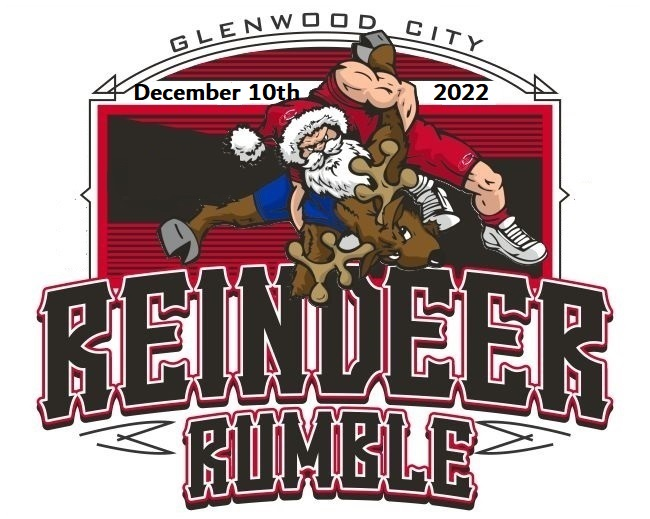 GLENWOOD CITY
December 10th 2022
REINDEER
RUMBLE